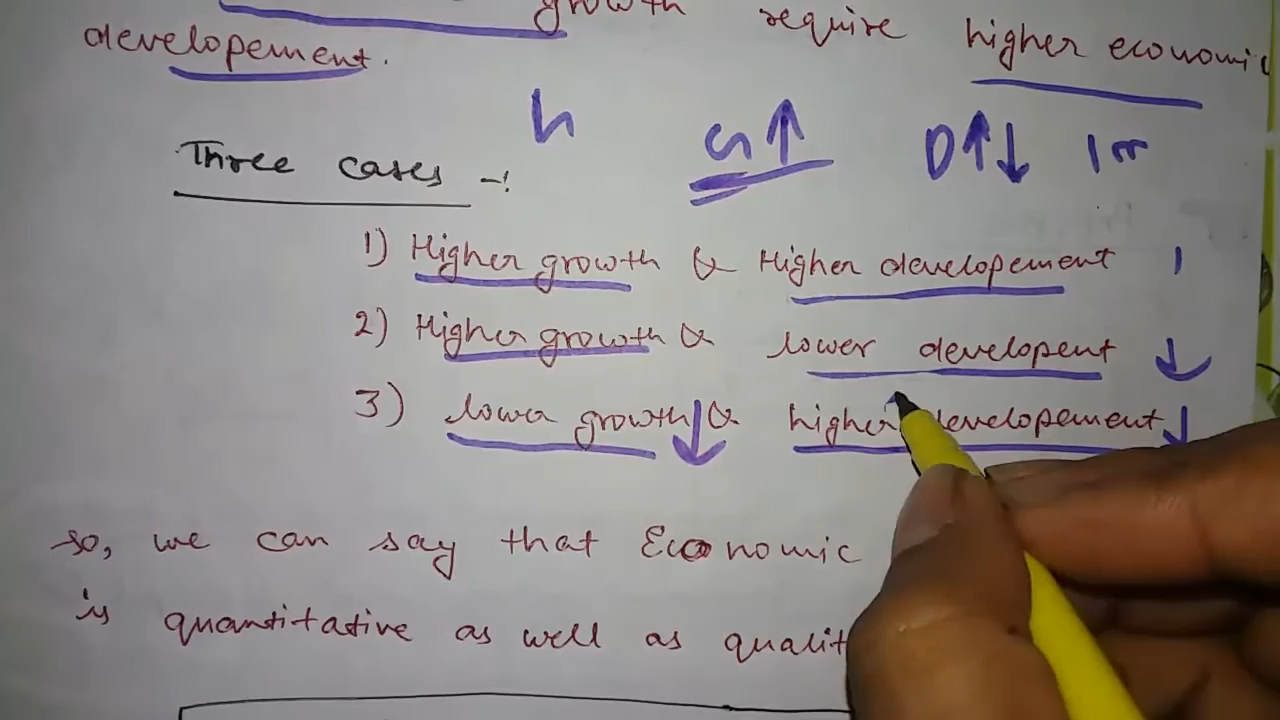 growth require higher economic
developement.
h G↑ D↑↓
Three cases -:
1) Higher growth & Higher developement
2) Higher growth & lower developent ↓
3) lower growth ↓ & higher developement ↓
so, we can say that Economic
is quantitative as well as qualit